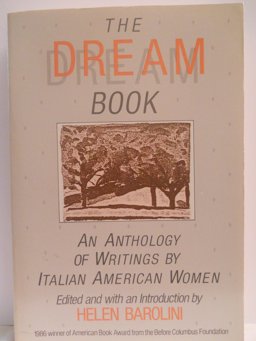 THE
DREAM
BOOK
AN ANTHOLOGY
OF WRITINGS BY
ITALIAN AMERICAN WOMEN
Edited and with an Introduction by
HELEN BAROLINI
1986 winner of American Book Award from the Before Columbus Foundation